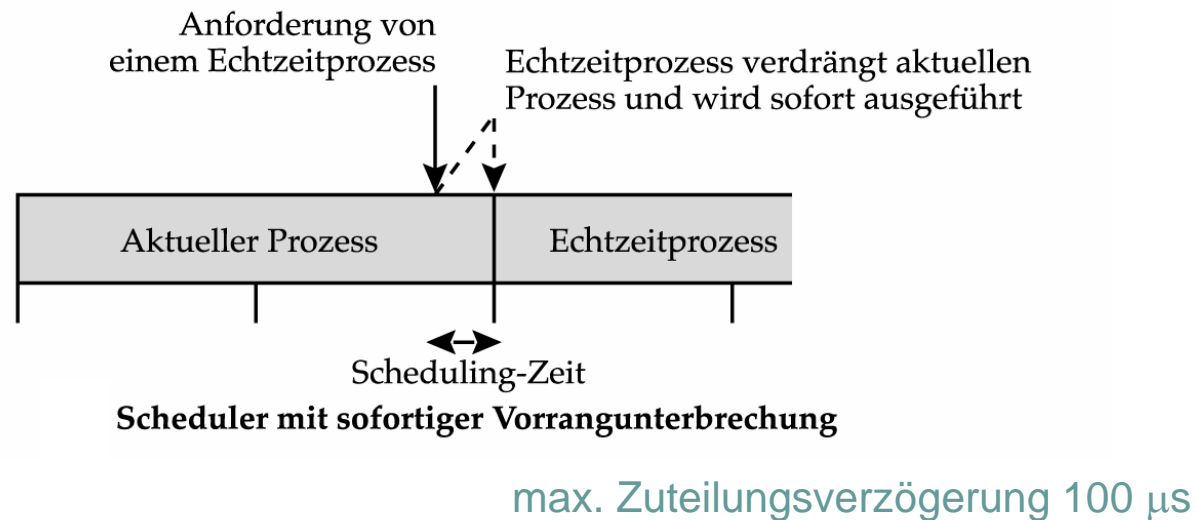 Anforderung von
einem Echtzeitprozess
Echtzeitprozess verdrängt aktuellen
Prozess und wird sofort ausgeführt
Aktueller Prozess
Echtzeitprozess
Scheduling-Zeit
Scheduler mit sofortiger Vorrangunterbrechung
max. Zuteilungsverzögerung 100 μs